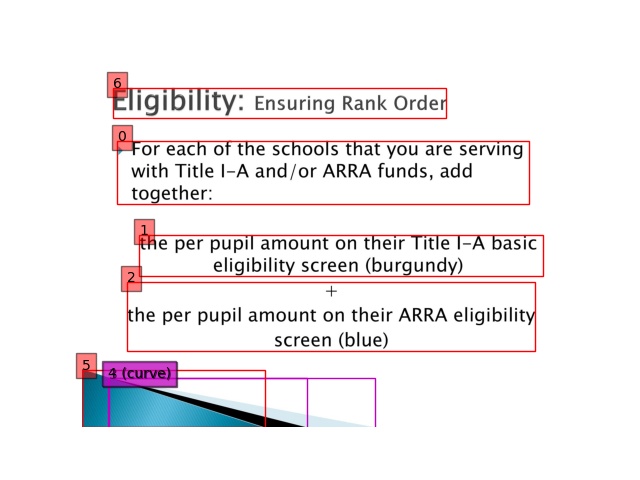 6
Eligibility: Ensuring Rank Order
0
For each of the schools that you are serving
with Title I-A and/or ARRA funds, add
together:
1
the per pupil amount on their Title I-A basic
eligibility screen (burgundy)
2
+
the per pupil amount on their ARRA eligibility
screen (blue)
5
(curve)